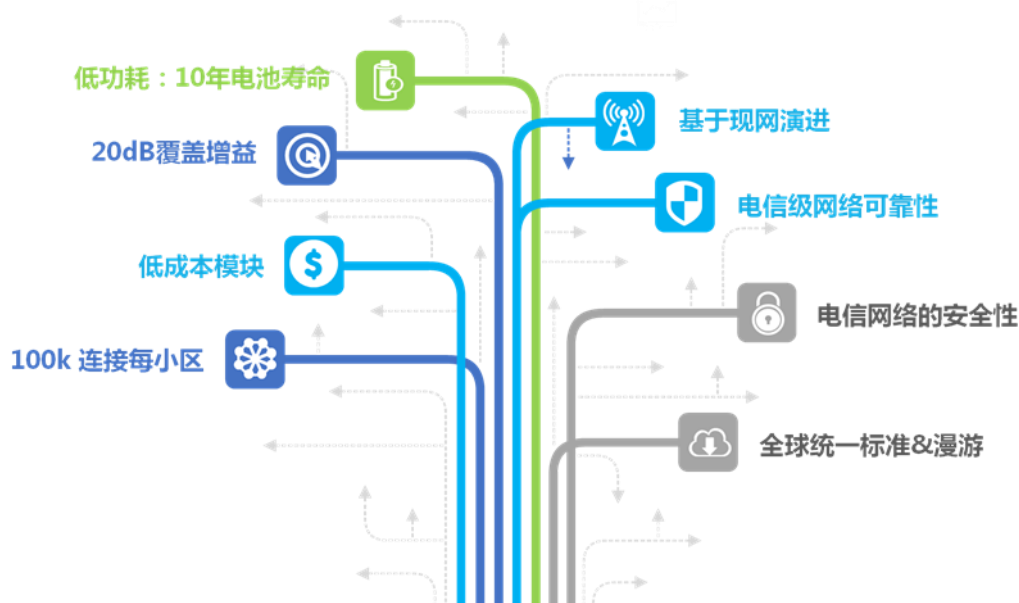 低功耗：10年电池寿命
20dB覆盖增益
低成本模块
100k 连接每小区
基于现网演进
电信级网络可靠性
电信网络的安全性
全球统一标准&漫游